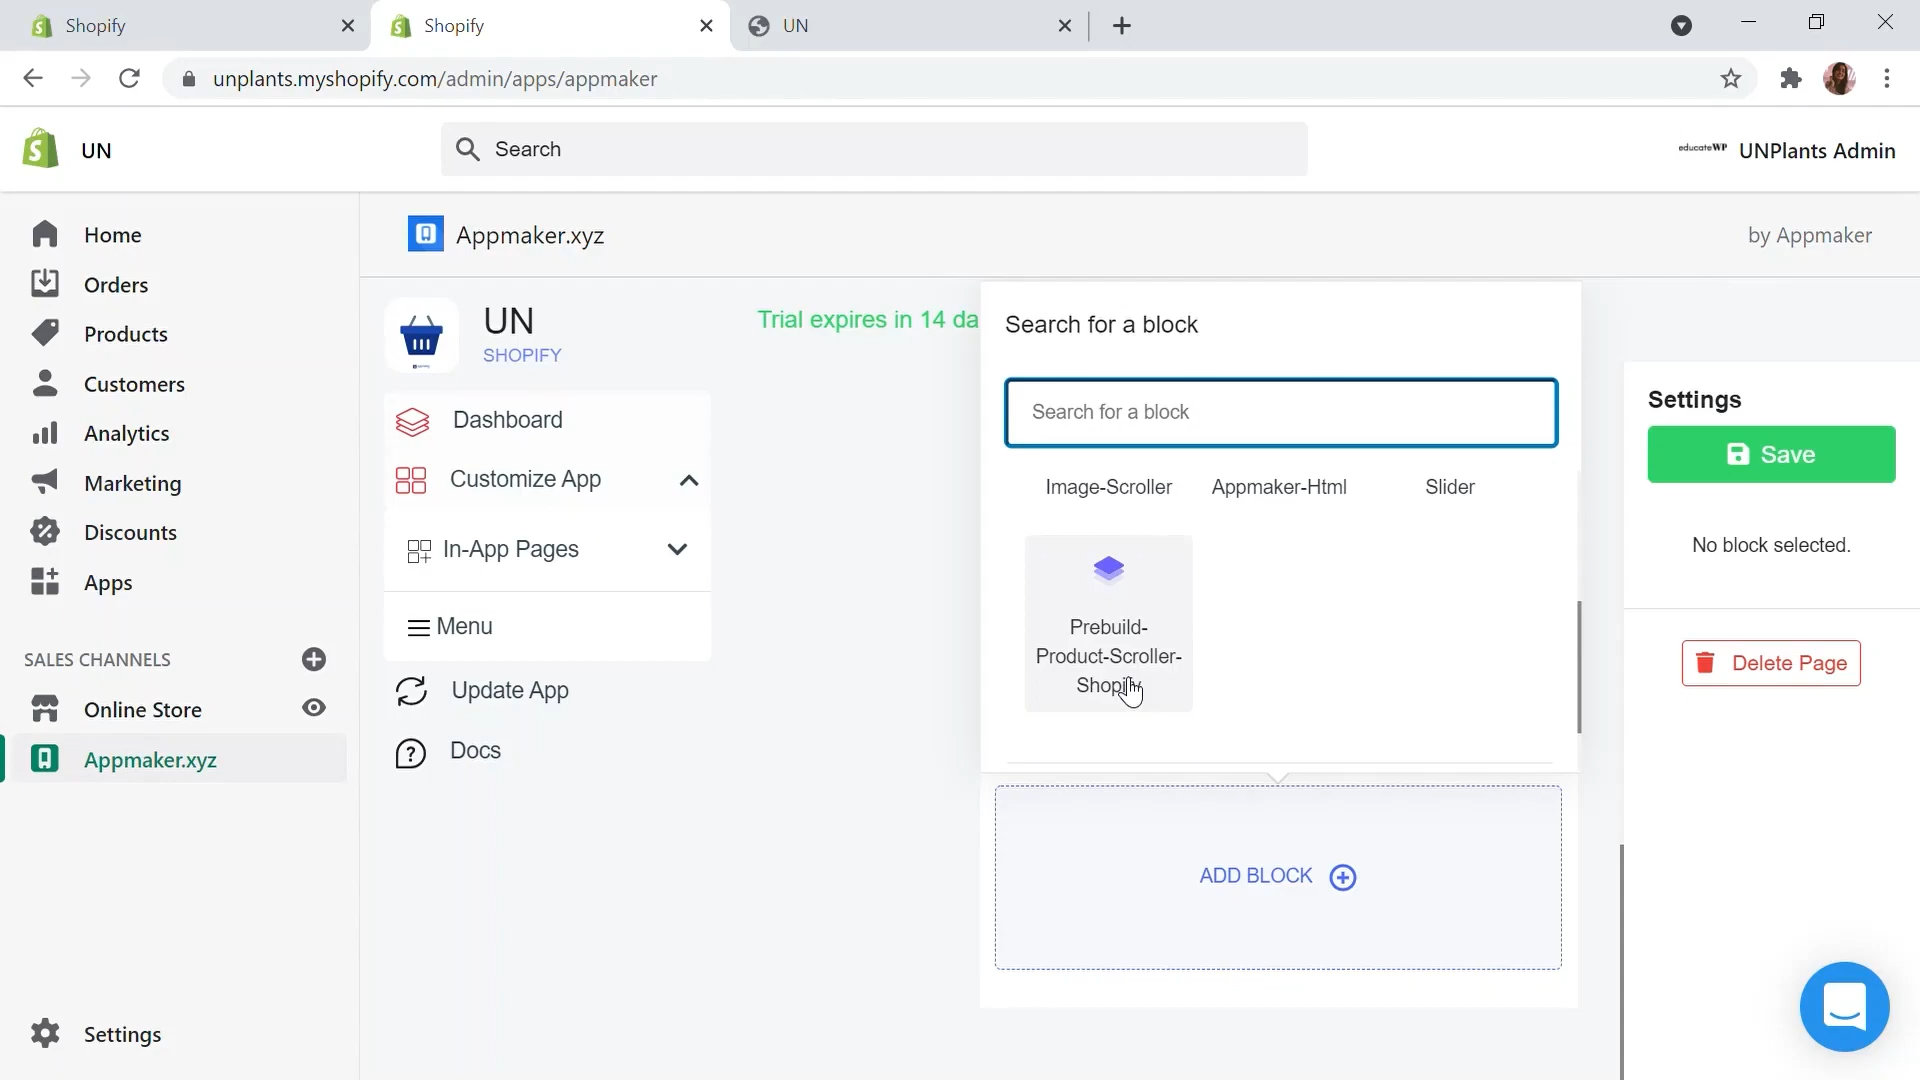 Shopify
Shopify
UN
unplants.myshopify.com/admin/apps/appmaker
UN
Search
educateWP
UNPlants Admin
Home
Orders
Products
Customers
Analytics
Marketing
Discounts
Apps
SALES CHANNELS
Online Store
Appmaker.xyz
Settings
Appmaker.xyz
by Appmaker
UN
SHOPIFY
Trial expires in 14 da
Dashboard
Customize App
In-App Pages
Menu
Update App
Docs
Search for a block
Search for a block
Image-Scroller
Appmaker-Html
Slider
Prebuild-
Product-Scroller-
Shopify
ADD BLOCK
Settings
Save
No block selected.
Delete Page